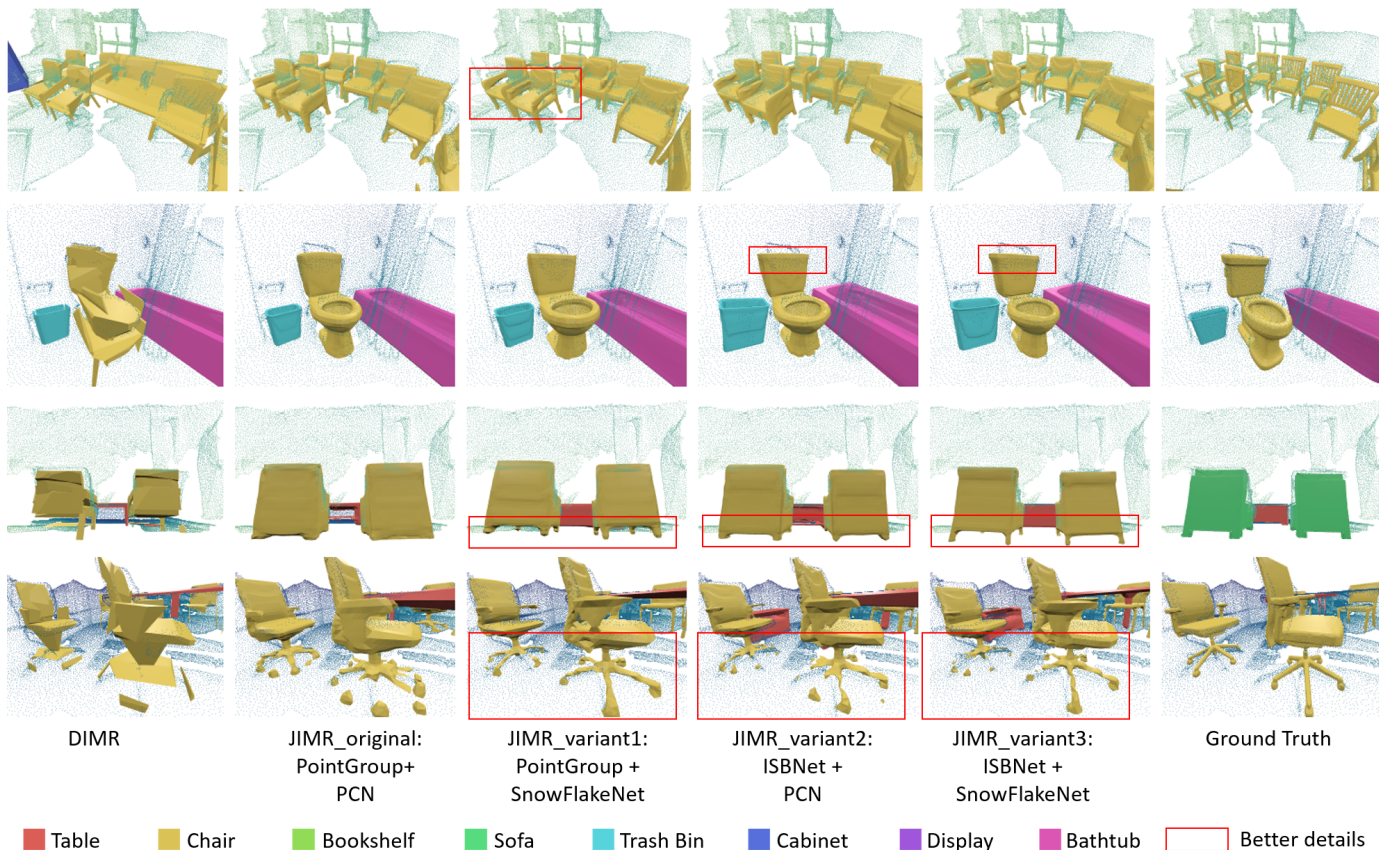 DIMR
JIMR_original:
PointGroup+
PCN
JIMR_variant1:
PointGroup +
SnowFlakeNet
JIMR_variant2:
ISBNet +
PCN
JIMR_variant3:
ISBNet +
SnowFlakeNet
Ground Truth
Table Chair Bookshelf Sofa Trash Bin Cabinet Display Bathtub Better details